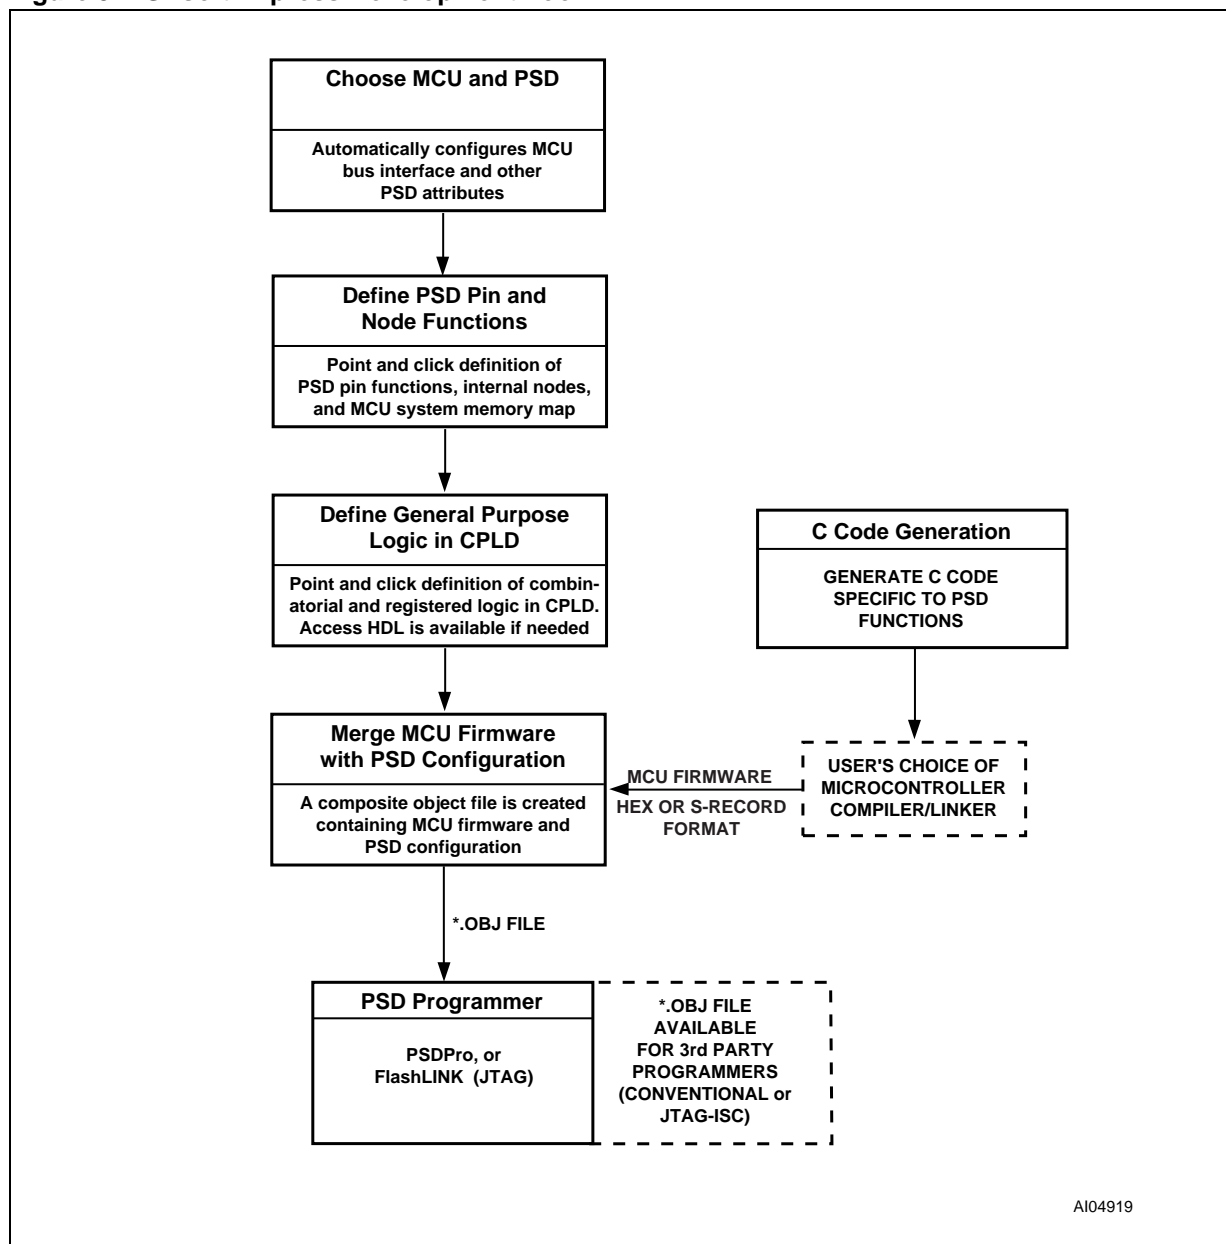 Choose MCU and PSD
Automatically configures MCU
bus interface and other
PSD attributes
Define PSD Pin and
Node Functions
Point and click definition of
PSD pin functions, internal nodes,
and MCU system memory map
Define General Purpose
Logic in CPLD
Point and click definition of combin-
atorial and registered logic in CPLD.
Access HDL is available if needed
C Code Generation
GENERATE C CODE
SPECIFIC TO PSD
FUNCTIONS
Merge MCU Firmware
with PSD Configuration
A composite object file is created
containing MCU firmware and
PSD configuration
MCU FIRMWARE
HEX OR S-RECORD
FORMAT
USER'S CHOICE OF
MICROCONTROLLER
COMPILER/LINKER
*.OBJ FILE
PSD Programmer
PSDPro, or
FlashLINK (JTAG)
*.OBJ FILE
AVAILABLE
FOR 3rd PARTY
PROGRAMMERS
(CONVENTIONAL or
JTAG-ISC)
AI04919